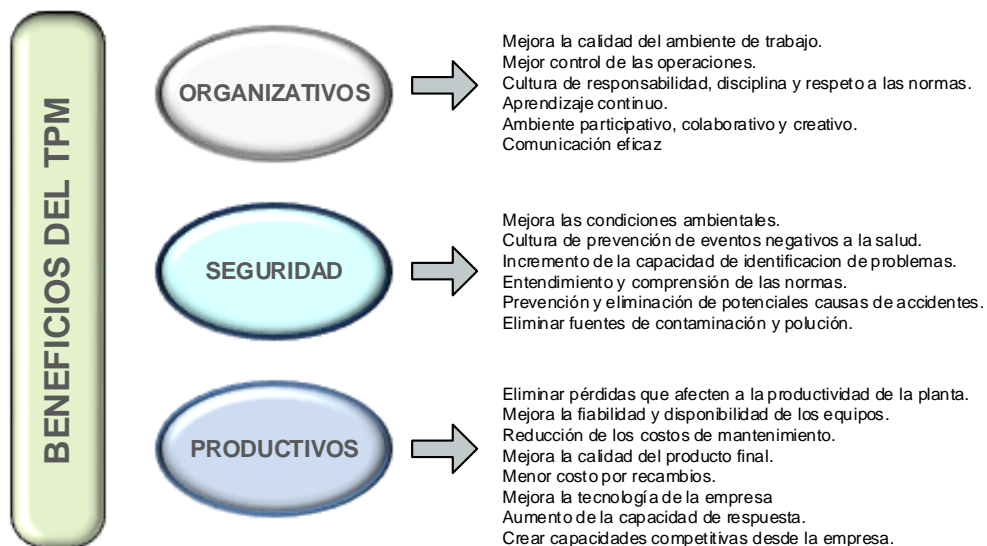 BENEFICIOS DEL TPM
ORGANIZATIVOS
Mejora la calidad del ambiente de trabajo.
Mejor control de las operaciones.
Cultura de responsabilidad, disciplina y respeto a las normas.
Aprendizaje continuo.
Ambiente participativo, colaborativo y creativo.
Comunicación eficaz
SEGURIDAD
Mejora las condiciones ambientales.
Cultura de prevención de eventos negativos a la salud.
Incremento de la capacidad de identificacion de problemas.
Entendimiento y comprensión de las normas.
Prevención y eliminación de potenciales causas de accidentes.
Eliminar fuentes de contaminación y polución.
PRODUCTIVOS
Eliminar pérdidas que afecten a la productividad de la planta.
Mejora la fiabilidad y disponibilidad de los equipos.
Reducción de los costos de mantenimiento.
Mejora la calidad del producto final.
Menor costo por recambios.
Mejora la tecnología de la empresa
Aumento de la capacidad de respuesta.
Crear capacidades competitivas desde la empresa.